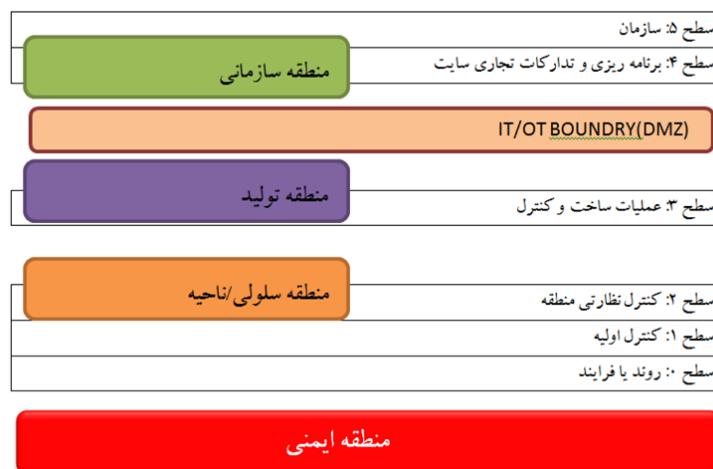 سطح ۵: سازمان
سطح ۴: برنامه ریزی و تدارکات تجاری سایت
منطقه سازمانی
IT/OT BOUNDRY(DMZ)
منطقه تولید
سطح ۳: عملیات ساخت و کنترل
منطقه سلولی/ناحیه
سطح ۲: کنترل نظارتی منطقه
سطح ۱: کنترل اولیه
سطح ۰: روند یا فرایند
منطقه ایمنی